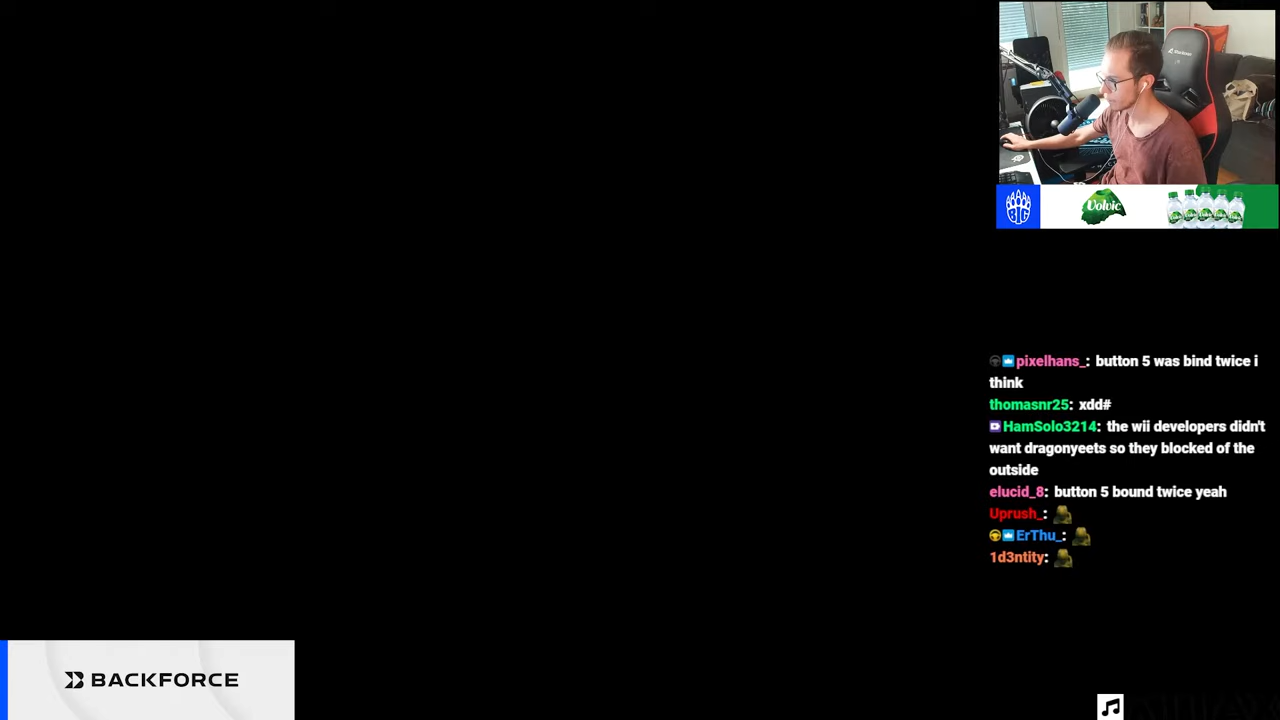 Volvic
pixelhans_: button 5 was bind twice i
think
thomasnr25: xdd#
HamSolo3214: the wii developers didn't
want dragonyeets so they blocked of the
outside
elucid_8: button 5 bound twice yeah
Uprush_:
ErThu_:
1d3ntity:
BACKFORCE